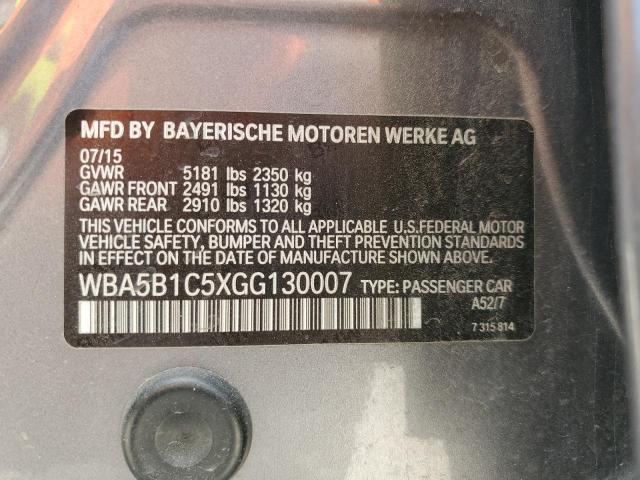 MFD BY BAYERISCHE MOTOREN WERKE AG
07/15
GVWR 5181 lbs 2350 kg
GAWR FRONT 2491 lbs 1130 kg
GAWR REAR 2910 lbs 1320 kg
THIS VEHICLE CONFORMS TO ALL APPLICABLE U.S.FEDERAL MOTOR
VEHICLE SAFETY, BUMPER AND THEFT PREVENTION STANDARDS
IN EFFECT ON THE DATE OF MANUFACTURE SHOWN ABOVE.
WBA5B1C5XGG130007 TYPE: PASSENGER CAR
A52/7
7 315 814